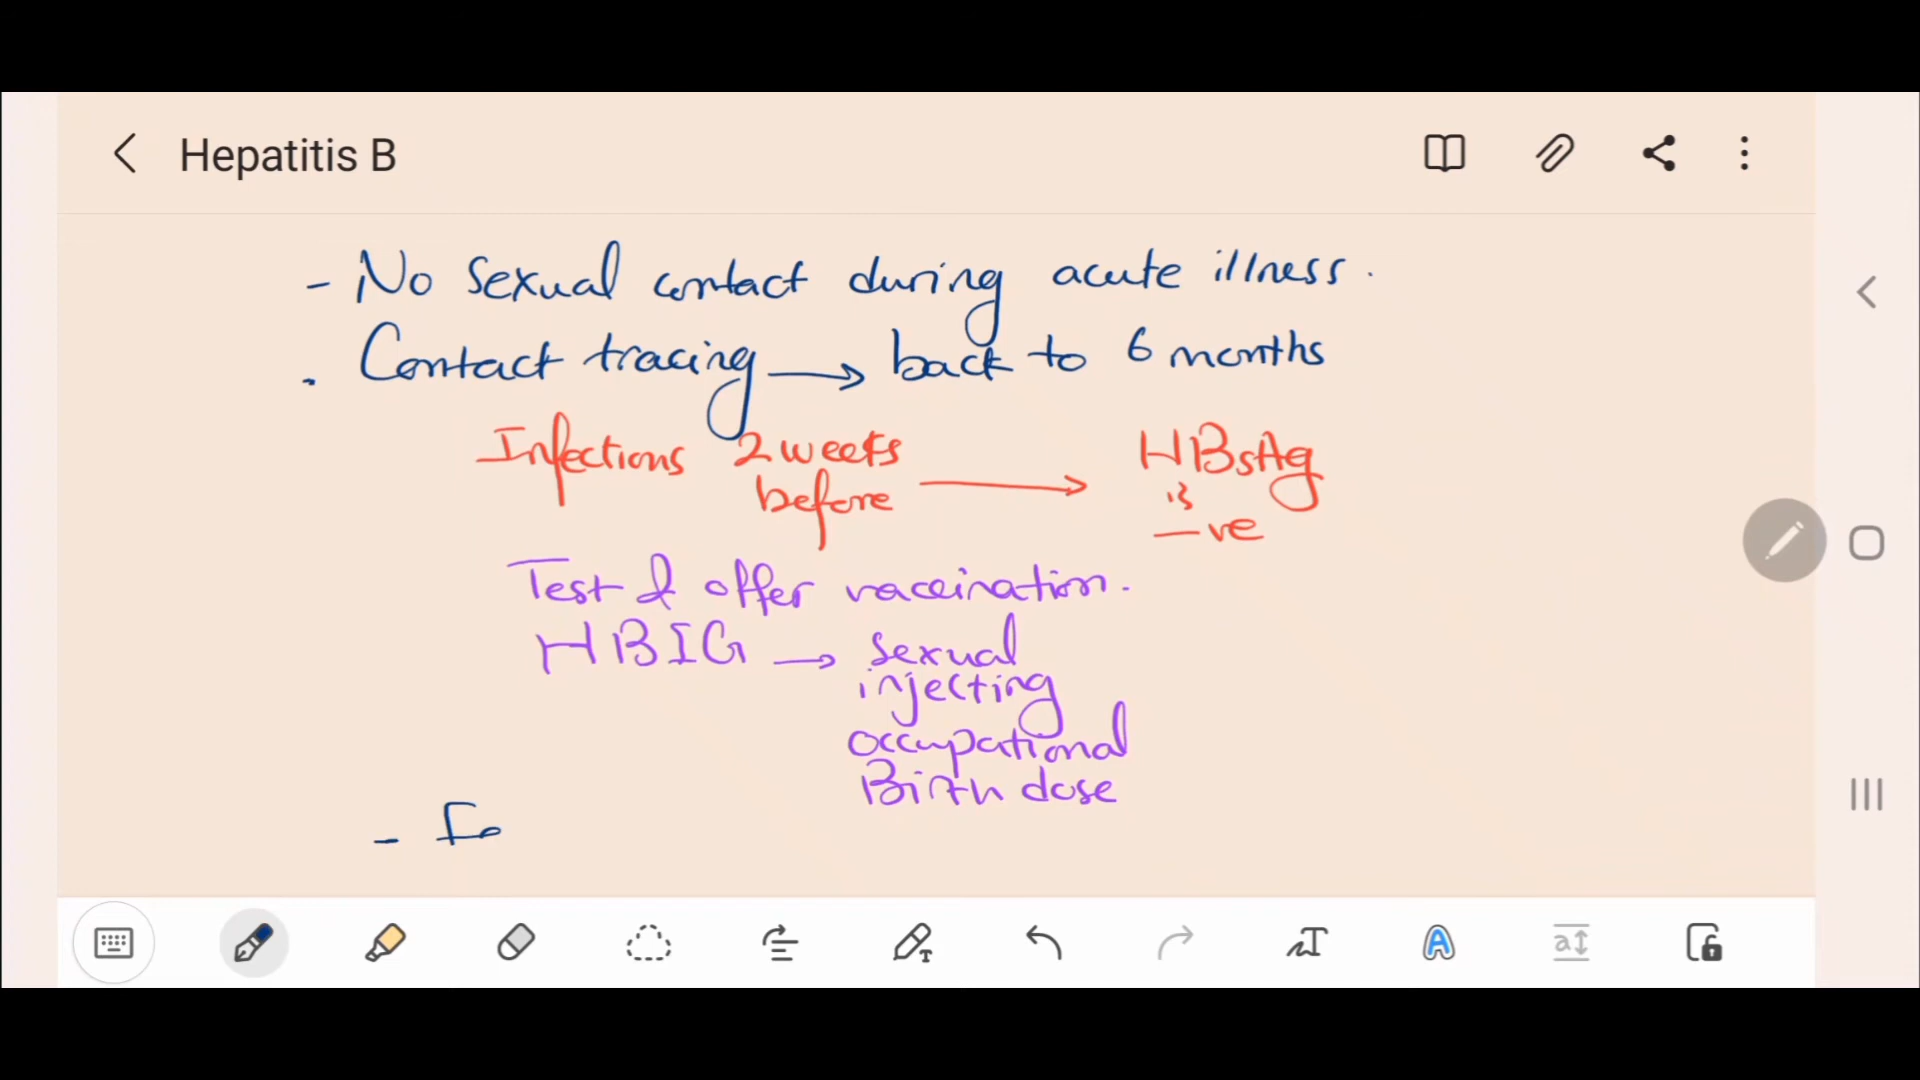 Hepatitis B
- No sexual contact during acute illness.
. Contact tracing → back to 6 months
Infections 2 weeks before → HBsAg is -ve
Test & offer vaccination.
HBIG → sexual
injecting
occupational
Birth dose
- Fo